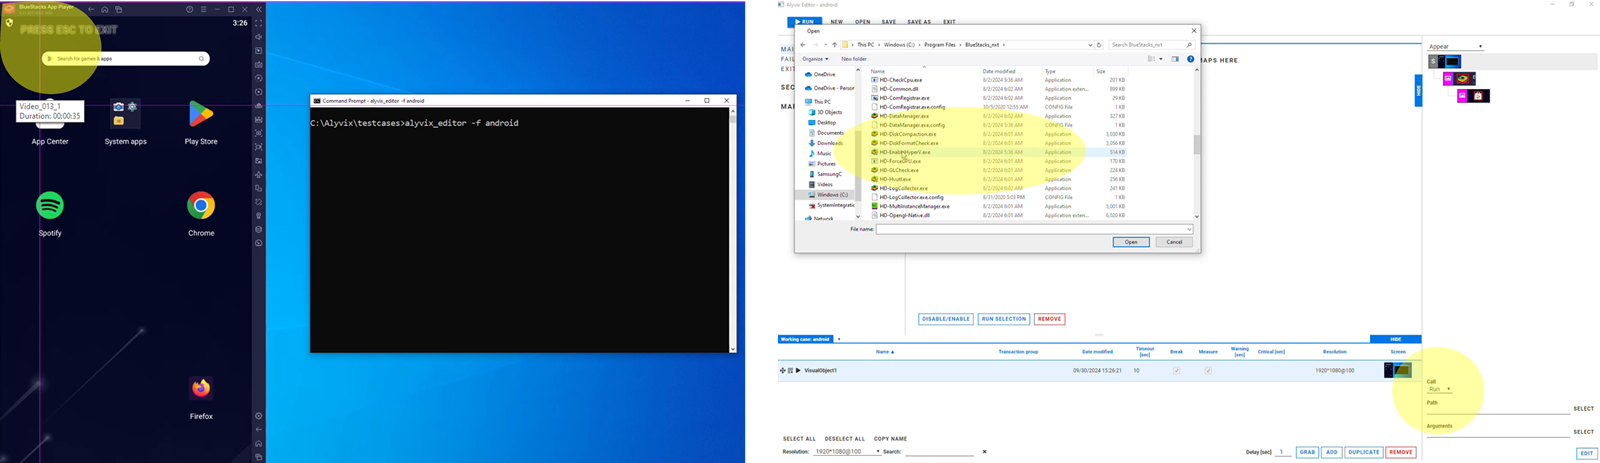 BlueStacks App Player
3:26
PRESS ESC TO EXIT
Search for games & apps
Video_013_1
Duration: 00:00:35
App Center
System apps
Play Store
Spotify
Chrome
Firefox
Command Prompt - alyvix_editor -f android
C:\Alyvix\testcases>alyvix_editor -f android
Alyvix Editor - android
RUN NEW OPEN SAVE SAVE AS EXIT
Open
This PC > Windows (C:) > Program Files > BlueStacks_nxt
Search BlueStacks_nxt
Organize New folder
Name Date modified Type Size
OneDrive
OneDrive - Person
This PC
3D Objects
Desktop
Documents
Downloads
Music
Pictures
SamsungC
Videos
Windows (C:)
SystemIntegratic
Network
HD-CheckCpu.exe 8/2/2024 5:36 AM Application 201 KB
HD-Common.dll 8/2/2024 5:36 AM Application exten... 899 KB
HD-ComRegistrar.exe 8/2/2024 6:01 AM Application 29 KB
HD-ComRegistrar.exe.config 10/5/2020 12:53 AM CONFIG File 1 KB
HD-DataManager.exe 8/2/2024 6:02 AM Application 327 KB
HD-DataManager.exe.config CONFIG File 1 KB
HD-DiskCompaction.exe 8/2/2024 6:01 AM Application 3,030 KB
HD-DiskFormatCheck.exe 8/2/2024 6:01 AM Application 3,056 KB
HD-EnableHyperV.exe 8/2/2024 5:36 AM Application 514 KB
HD-ForceGPU.exe 8/2/2024 6:01 AM Application 170 KB
HD-GLCheck.exe 8/2/2024 6:01 AM Application 224 KB
HD-Hvutl.exe 8/2/2024 6:01 AM Application 256 KB
HD-LogCollector.exe 8/2/2024 6:02 AM Application 241 KB
HD-LogCollector.exe.config 8/31/2020 5:03 PM CONFIG File 1 KB
HD-MultiInstanceManager.exe 8/2/2024 6:01 AM Application 5,001 KB
HD-Opengl-Native.dll 8/2/2024 6:01 AM Application exten... 6,020 KB
File name:
Open Cancel
MAPS HERE
HIDE
Appear
DISABLE/ENABLE RUN SELECTION REMOVE
Working case: android +
HIDE
Name ▲ Transaction group Date modified Timeout [sec] Break Measure Warning [sec] Critical [sec] Resolution Screen
VisualObject1 09/30/2024 15:26:21 10 1920*1080@100
Call
Run
Path
SELECT
Arguments
SELECT
SELECT ALL DESELECT ALL COPY NAME
Resolution: 1920*1080@100 Search:
Delay [sec] 1 GRAB ADD DUPLICATE REMOVE
EDIT